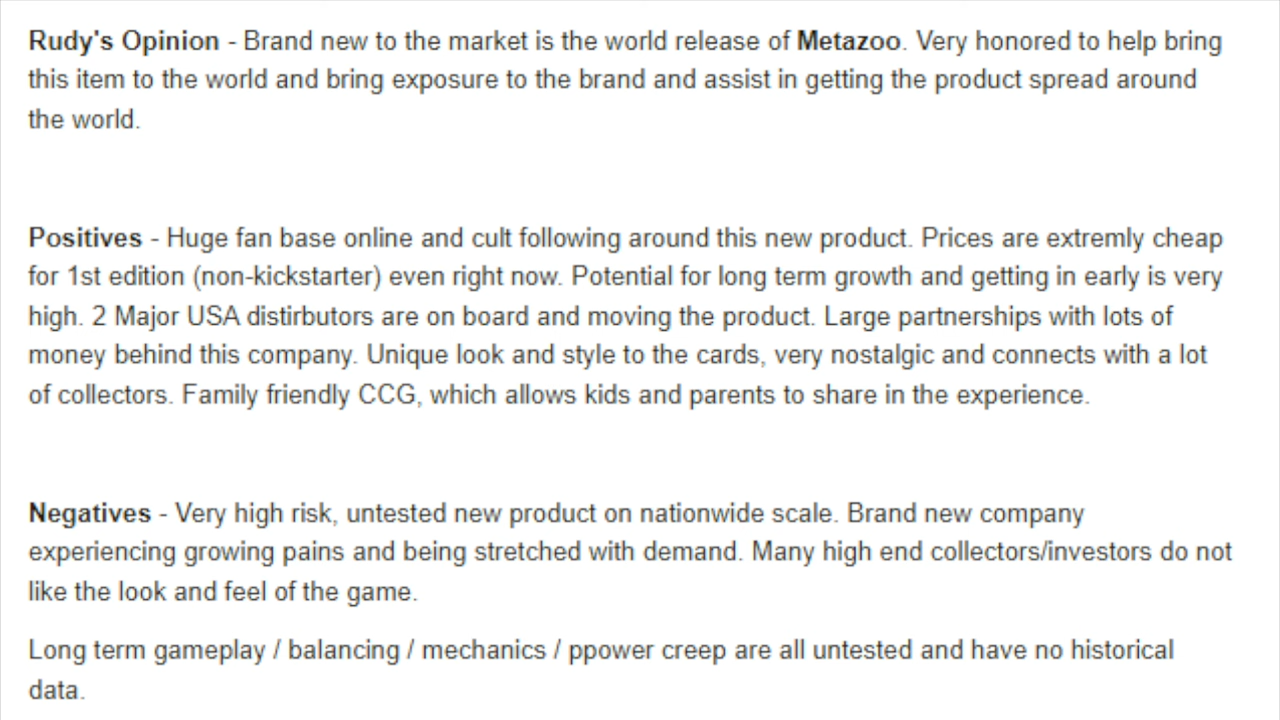 Rudy's Opinion - Brand new to the market is the world release of Metazoo. Very honored to help bring
this item to the world and bring exposure to the brand and assist in getting the product spread around
the world.
Positives - Huge fan base online and cult following around this new product. Prices are extremly cheap
for 1st edition (non-kickstarter) even right now. Potential for long term growth and getting in early is very
high. 2 Major USA distirbutors are on board and moving the product. Large partnerships with lots of
money behind this company. Unique look and style to the cards, very nostalgic and connects with a lot
of collectors. Family friendly CCG, which allows kids and parents to share in the experience.
Negatives - Very high risk, untested new product on nationwide scale. Brand new company
experiencing growing pains and being stretched with demand. Many high end collectors/investors do not
like the look and feel of the game.
Long term gameplay / balancing / mechanics / ppower creep are all untested and have no historical
data.